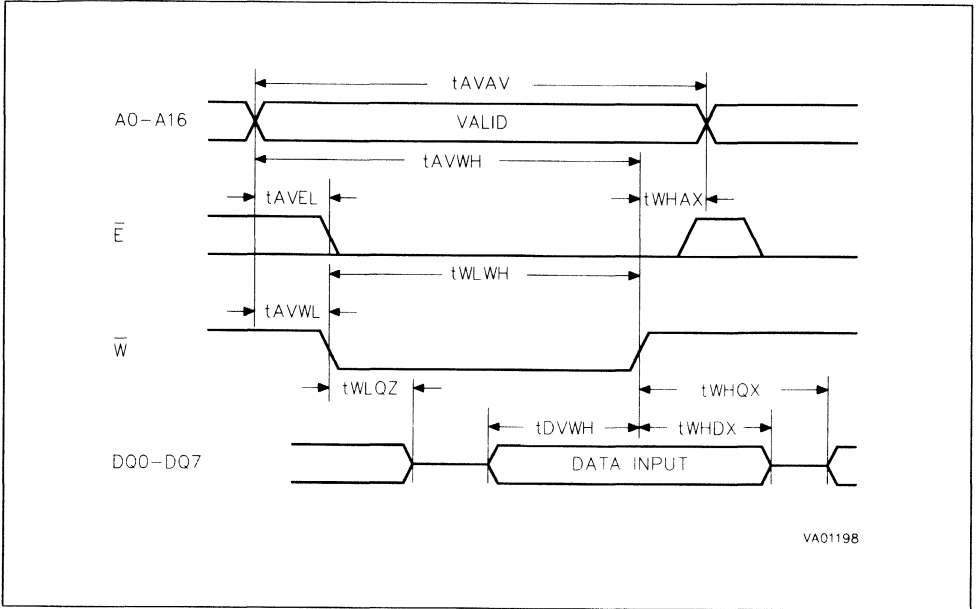 tAVAV
A0-A16
VALID
tAVWH
tAVEL
tWHAX
E
tWLWH
tAVWL
W
tWLQZ
tWHQX
tDVWH
tWHDX
DQ0-DQ7
DATA INPUT
VA01198